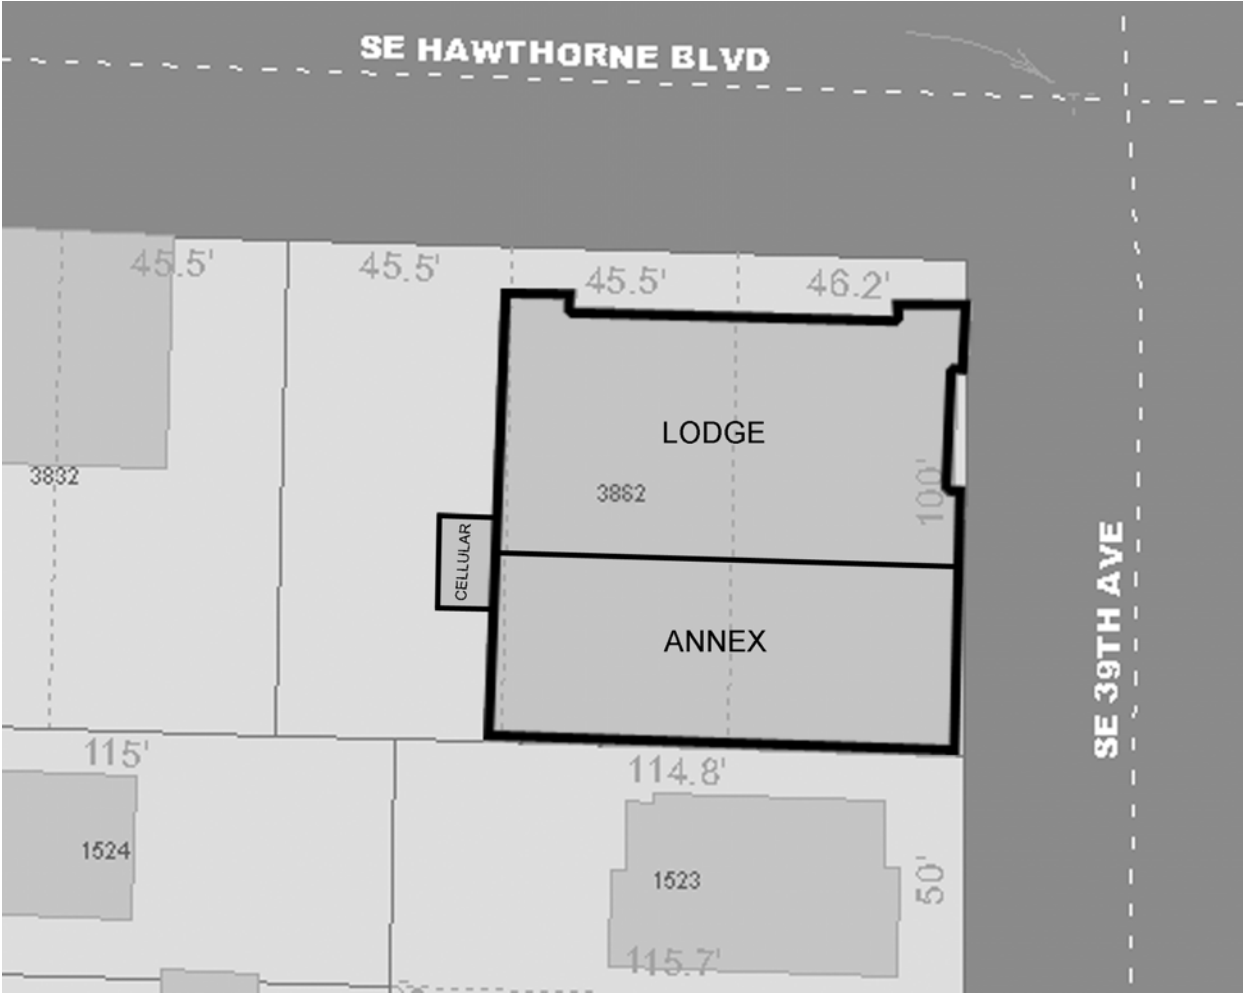 SE HAWTHORNE BLVD
45.5'
45.5'
45.5'
46.2'
LODGE
3832
3862
100'
CELLULAR
SE 39TH AVE
ANNEX
115'
114.8'
1524
1523
50'
115.7'